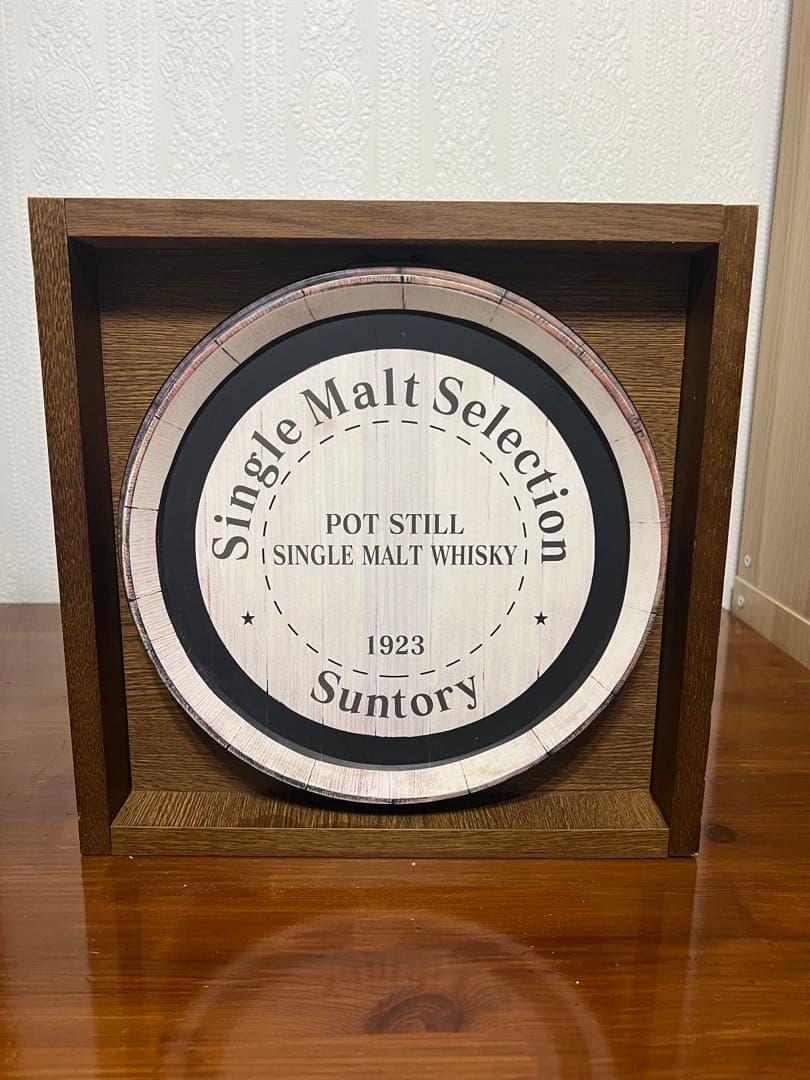 Single Malt Selection
POT STILL
SINGLE MALT WHISKY
1923
Suntory